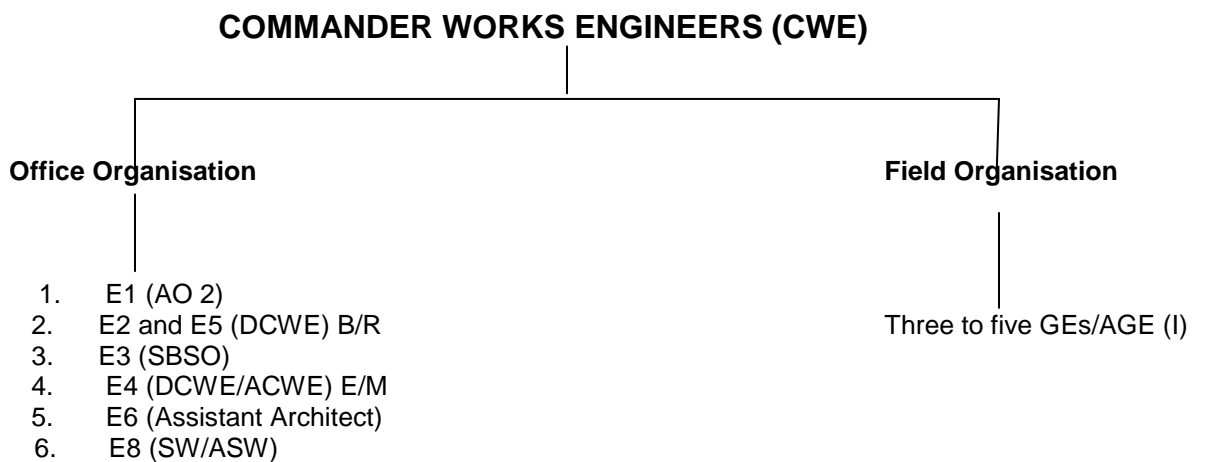 COMMANDER WORKS ENGINEERS (CWE)
Office Organisation
1. E1 (AO 2)
2. E2 and E5 (DCWE) B/R
3. E3 (SBSO)
4. E4 (DCWE/ACWE) E/M
5. E6 (Assistant Architect)
6. E8 (SW/ASW)
Field Organisation
Three to five GEs/AGE (I)